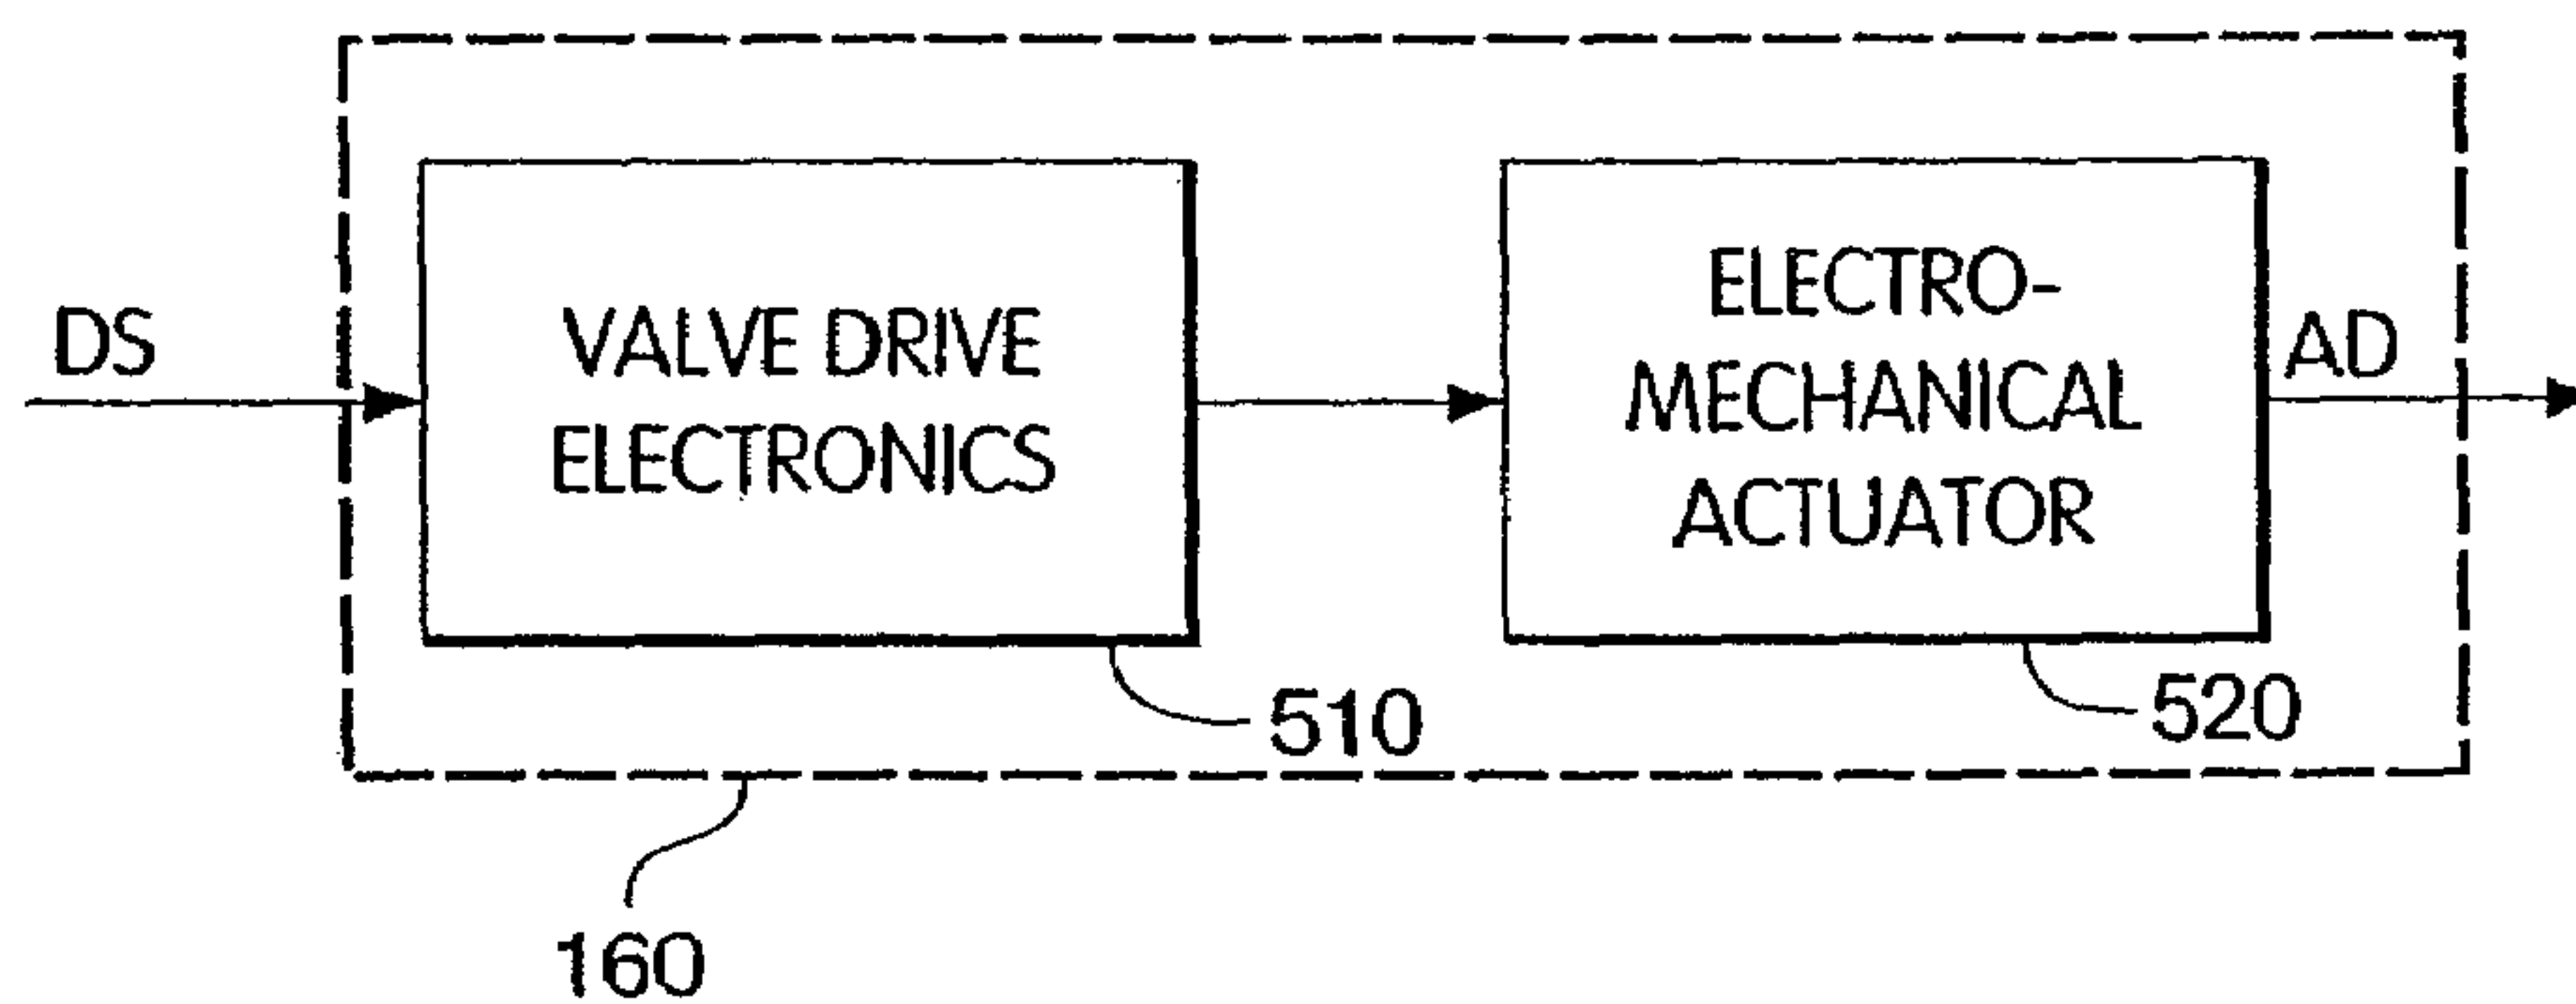 DS
VALVE DRIVE
ELECTRONICS
ELECTRO-
MECHANICAL
ACTUATOR
AD
510
520
160